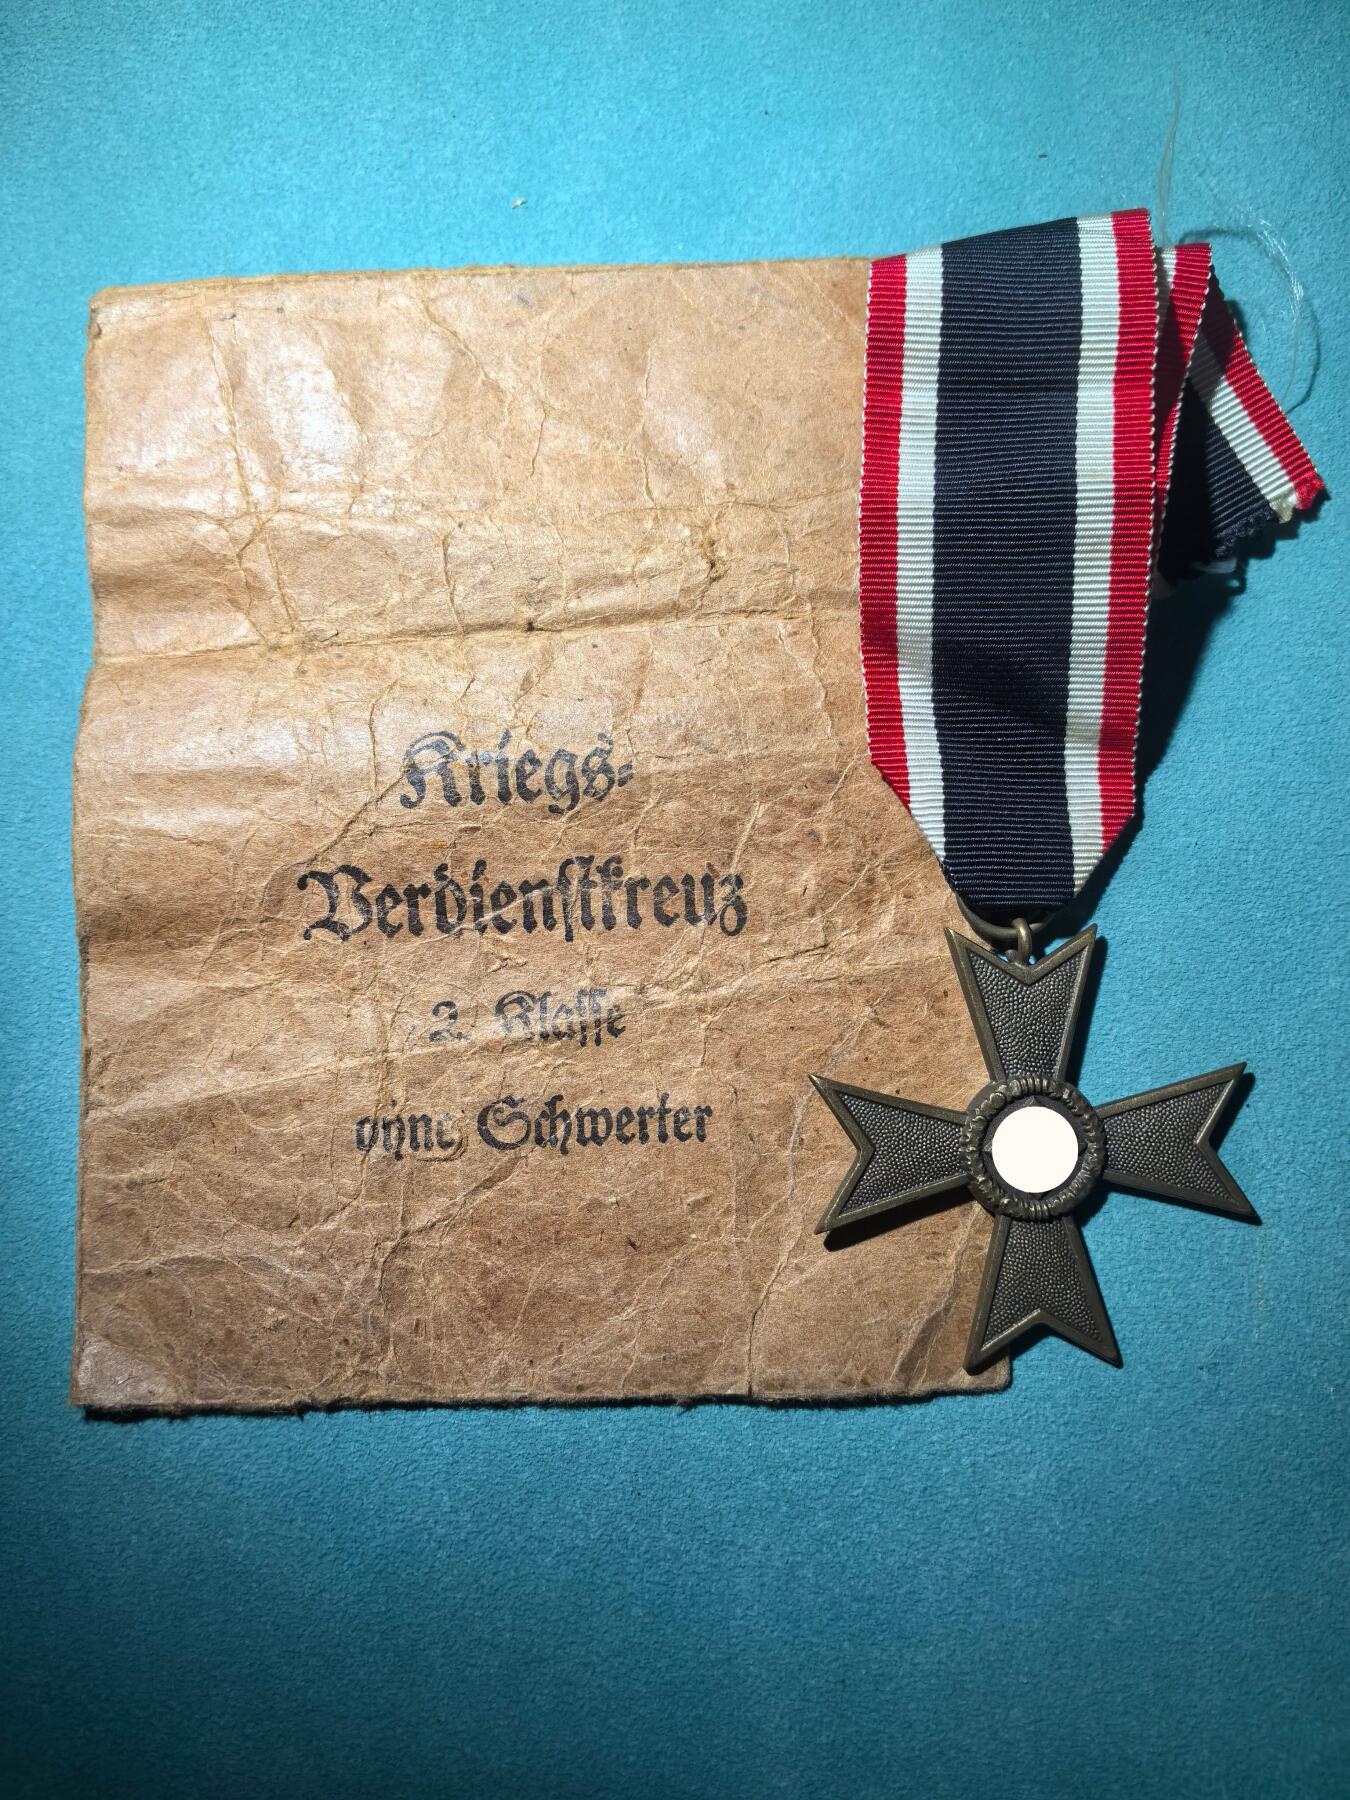 Kriegs-
Verdienstkreuz
2. Klasse
ohne Schwerter